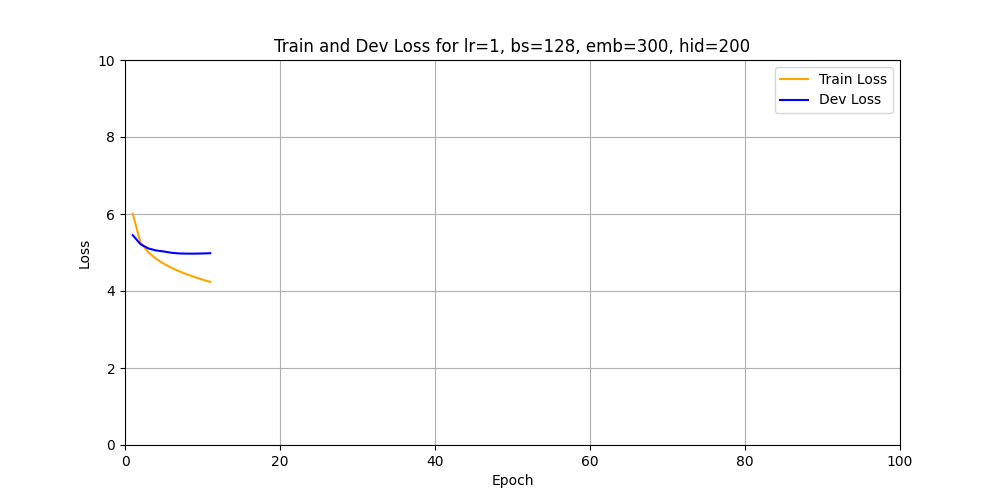 Train and Dev Loss for lr=1, bs=128, emb=300, hid=200
Train Loss
Dev Loss
Loss
10
8
6
4
2
0
0 20 40 60 80 100
Epoch